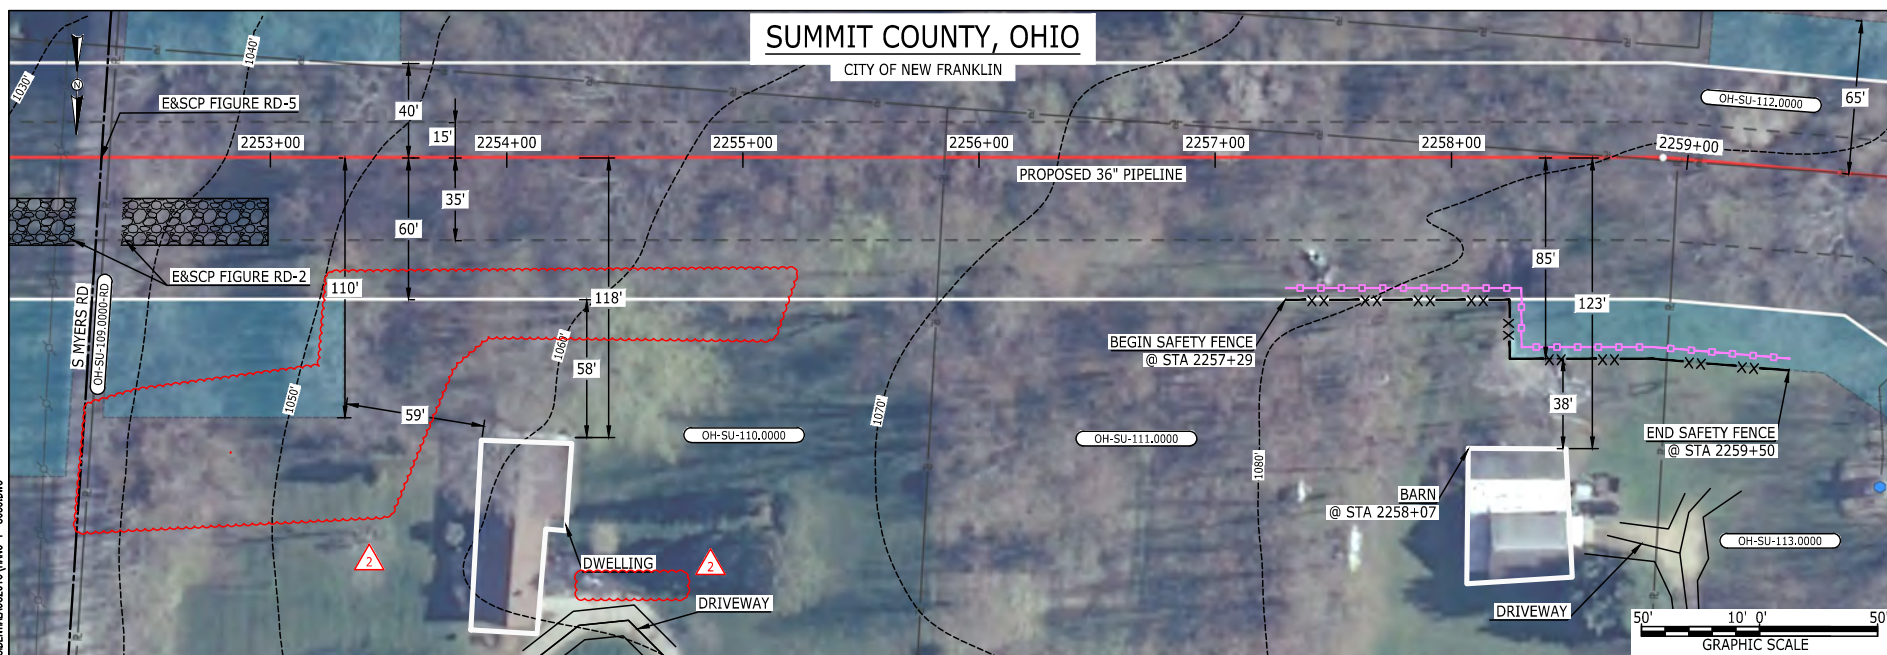 SUMMIT COUNTY, OHIO
CITY OF NEW FRANKLIN
1030'
1040'
E&SCP FIGURE RD-5
40'
15'
65'
OH-SU-112.0000
2253+00
2254+00
2255+00
2256+00
2257+00
2258+00
2259+00
PROPOSED 36" PIPELINE
35'
60'
E&SCP FIGURE RD-2
110'
118'
85'
123'
S MYERS RD
OH-SU-109.0000-RD
1060'
58'
BEGIN SAFETY FENCE
@ STA 2257+29
1050'
59'
1070'
38'
OH-SU-110.0000
OH-SU-111.0000
END SAFETY FENCE
@ STA 2259+50
1080'
BARN
@ STA 2258+07
OH-SU-113.0000
2
DWELLING
2
DRIVEWAY
DRIVEWAY
50' 10' 0' 50'
GRAPHIC SCALE